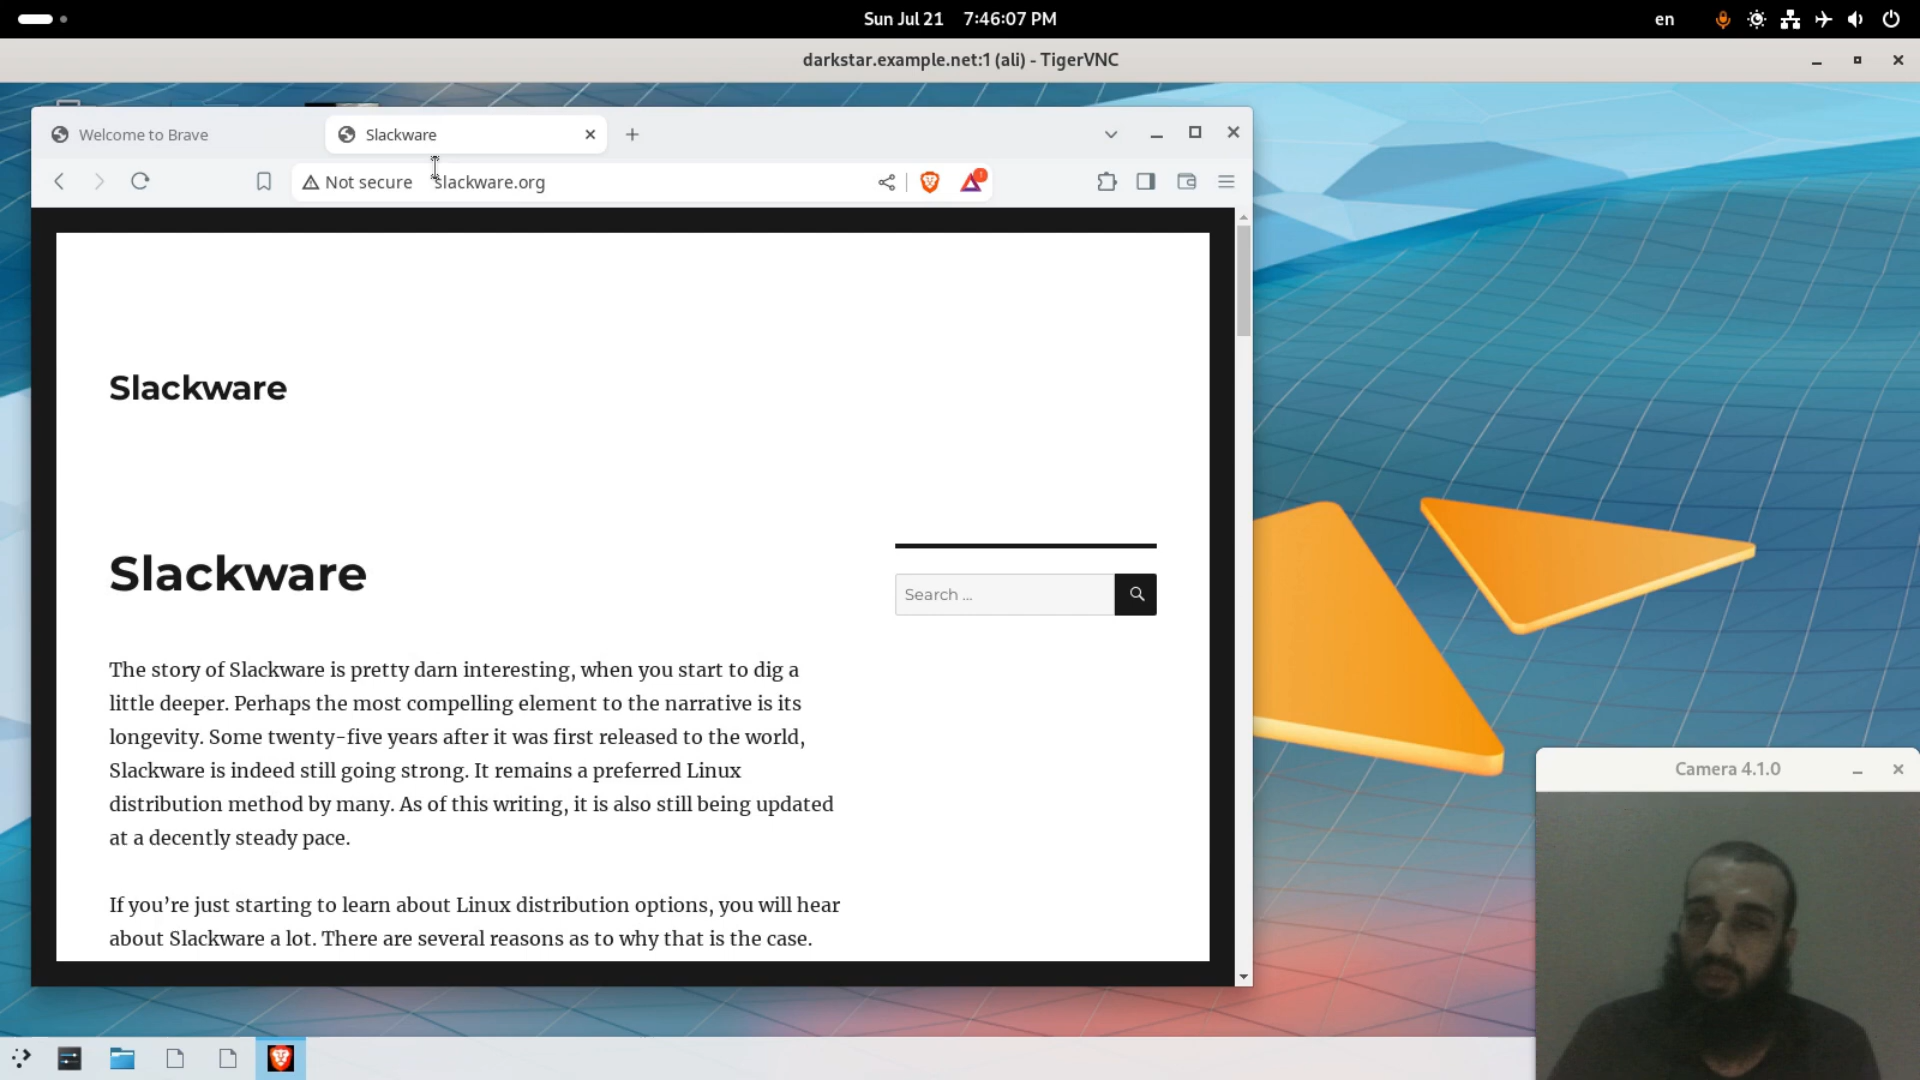 Sun Jul 21 7:46:07 PM
en
darkstar.example.net:1 (ali) - TigerVNC
Welcome to Brave
Slackware
Not secure
slackware.org
Slackware
Slackware
Search ...
The story of Slackware is pretty darn interesting, when you start to dig a
little deeper. Perhaps the most compelling element to the narrative is its
longevity. Some twenty-five years after it was first released to the world,
Slackware is indeed still going strong. It remains a preferred Linux
distribution method by many. As of this writing, it is also still being updated
at a decently steady pace.
If you’re just starting to learn about Linux distribution options, you will hear
about Slackware a lot. There are several reasons as to why that is the case.
Camera 4.1.0